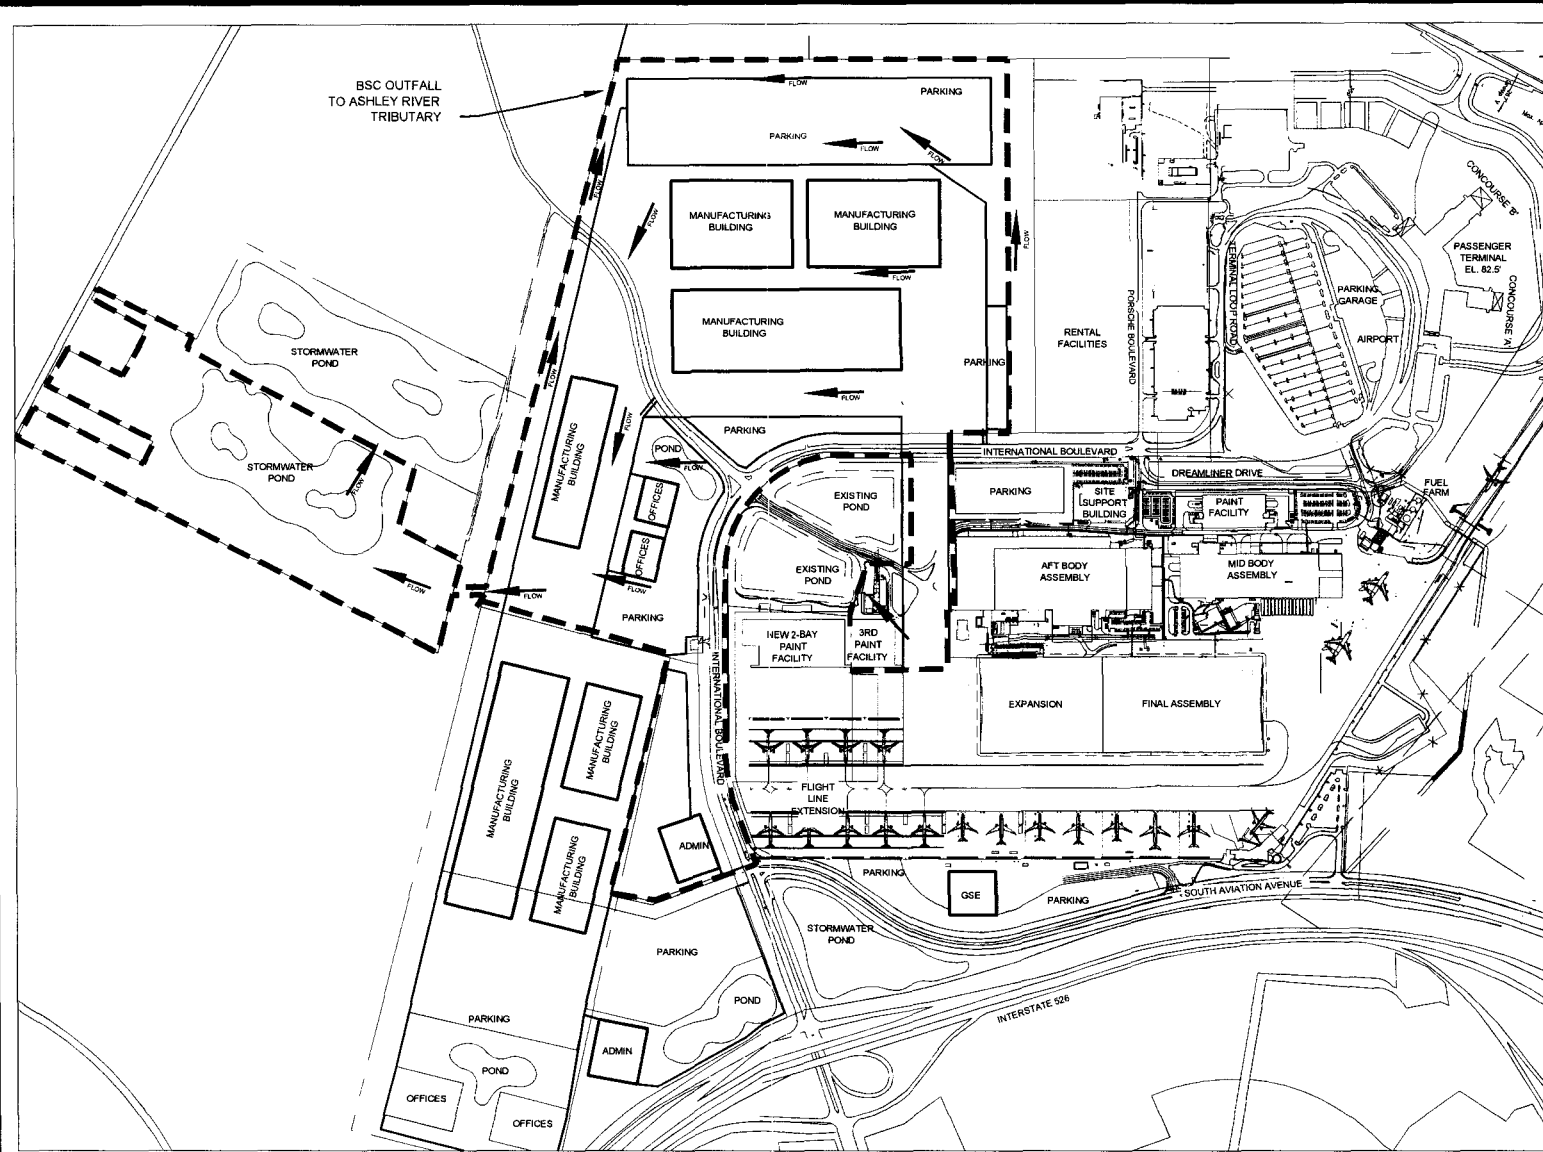 BSC OUTFALL
TO ASHLEY RIVER
TRIBUTARY
FLOW
PARKING
PARKING
FLOW
FLOW
FLOW
FLOW
MANUFACTURING
BUILDING
MANUFACTURING
BUILDING
FLOW
FLOW
MANUFACTURING
BUILDING
PARKING
FLOW
PARKING
RENTAL
FACILITIES
PORSCHE BOULEVARD
TERMINAL LOOP ROAD
PARKING
GARAGE
AIRPORT
CONCOURSE 'B'
PASSENGER
TERMINAL
EL. 82.5'
CONCOURSE 'A'
STORMWATER
POND
STORMWATER
POND
FLOW
FLOW
FLOW
MANUFACTURING
BUILDING
FLOW
POND
FLOW
OFFICES
OFFICES
FLOW
FLOW
PARKING
INTERNATIONAL BOULEVARD
DREAMLINER DRIVE
EXISTING
POND
EXISTING
POND
PARKING
SITE
SUPPORT
BUILDING
PAINT
FACILITY
FUEL
FARM
AFT BODY
ASSEMBLY
MID BODY
ASSEMBLY
NEW 2-BAY
PAINT
FACILITY
3RD
PAINT
FACILITY
EXPANSION
FINAL ASSEMBLY
INTERNATIONAL BOULEVARD
MANUFACTURING
BUILDING
MANUFACTURING
BUILDING
MANUFACTURING
BUILDING
FLIGHT
LINE
EXTENSION
ADMIN
PARKING
GSE
PARKING
SOUTH AVIATION AVENUE
STORMWATER
POND
PARKING
POND
INTERSTATE 526
PARKING
ADMIN
POND
OFFICES
OFFICES